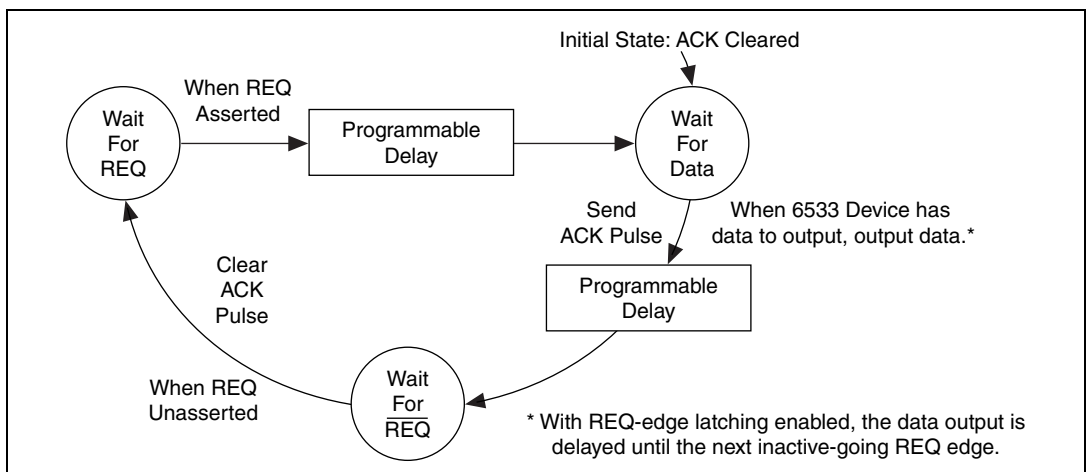 Initial State: ACK Cleared
When REQ
Asserted
Wait
For
REQ
Programmable
Delay
Wait
For
Data
Send
ACK Pulse
When 6533 Device has
data to output, output data.*
Programmable
Delay
Clear
ACK
Pulse
When REQ
Unasserted
Wait
For
R̅E̅Q̅
* With REQ-edge latching enabled, the data output is
delayed until the next inactive-going REQ edge.